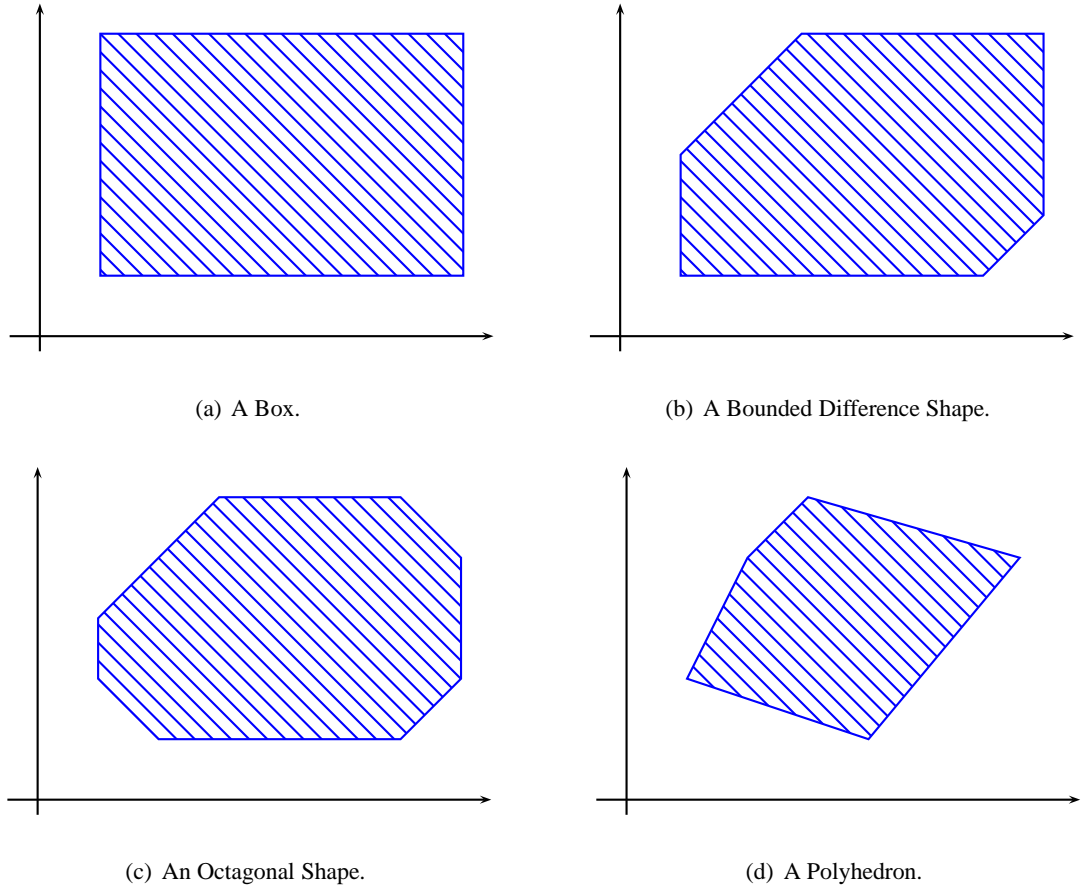 (a) A Box.
(b) A Bounded Difference Shape.
(c) An Octagonal Shape.
(d) A Polyhedron.